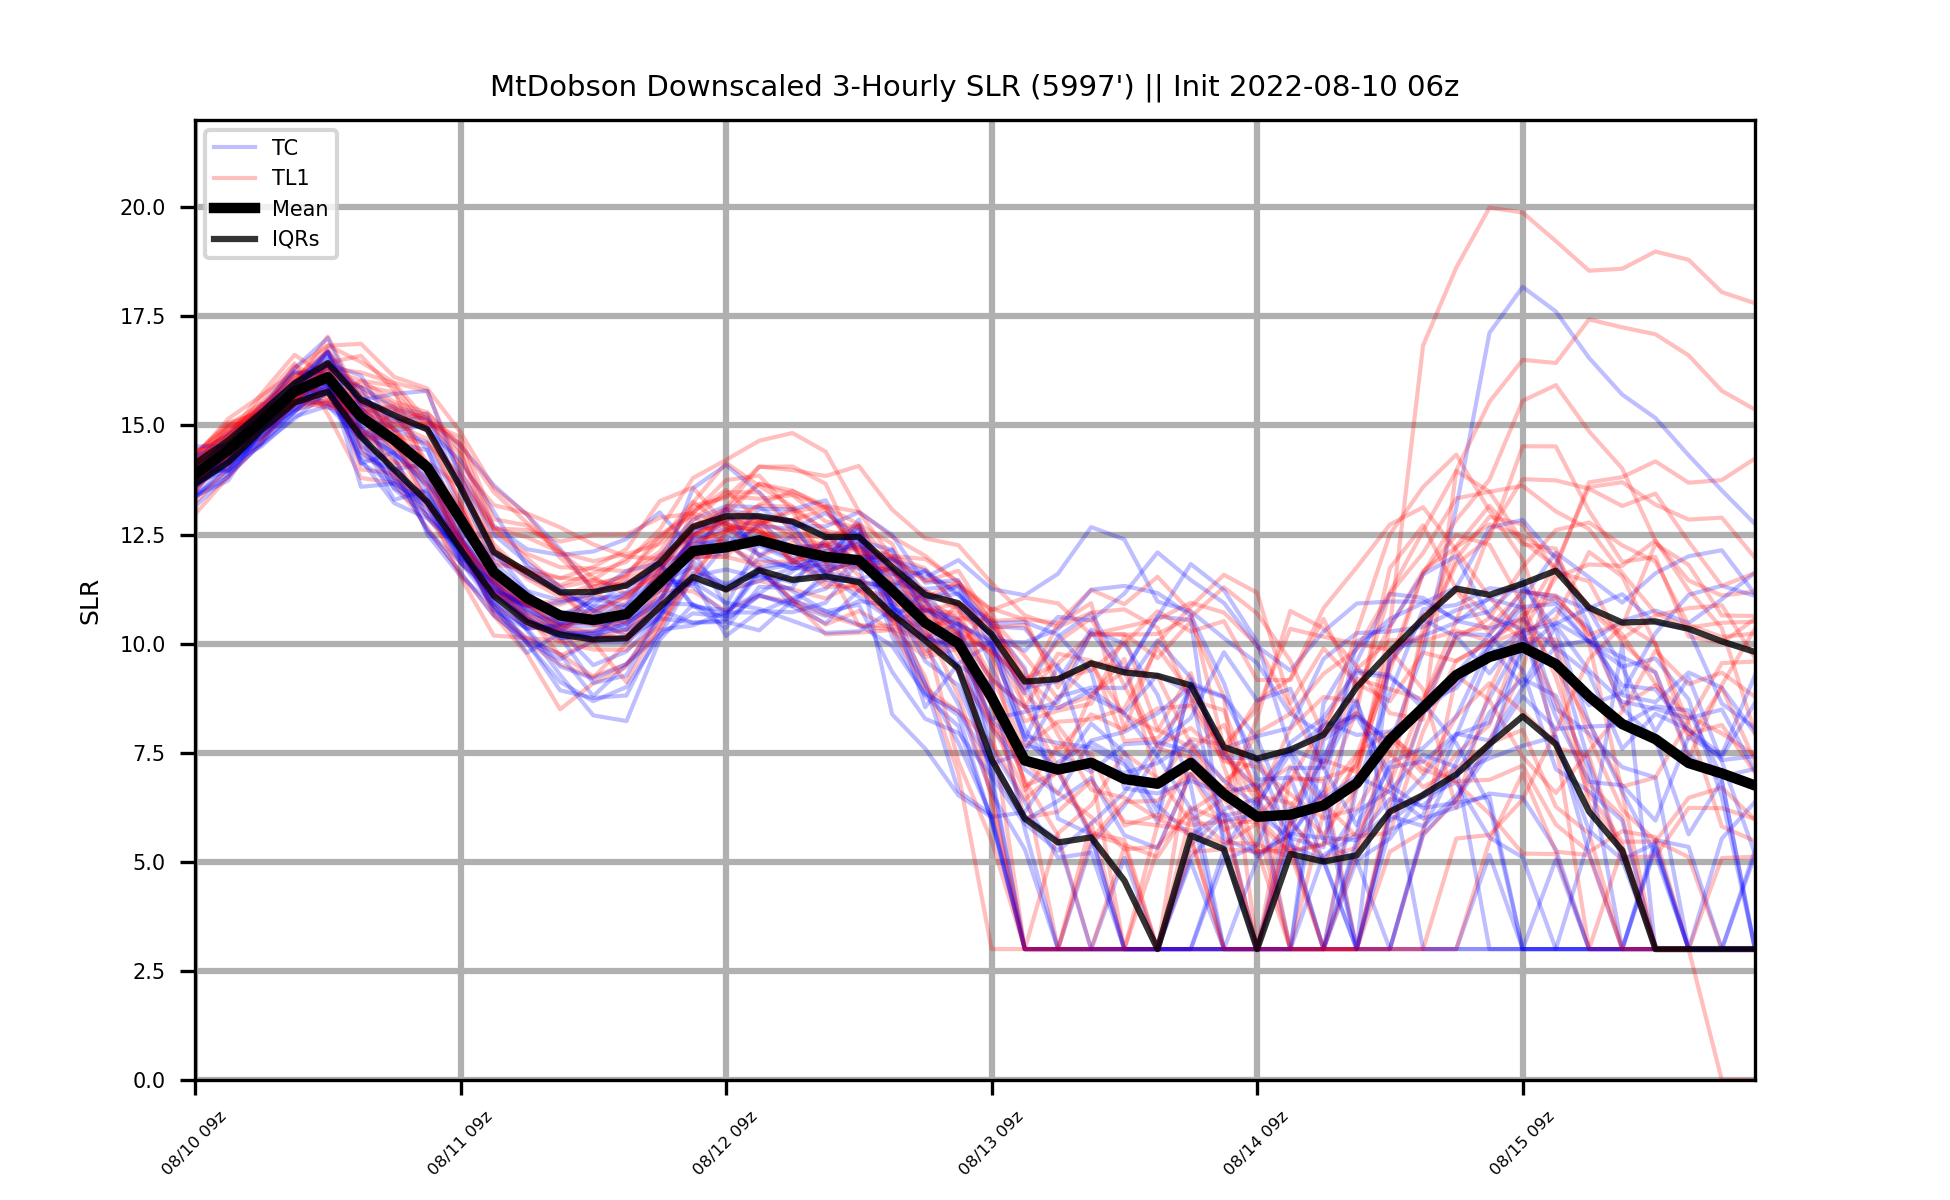 MtDobson Downscaled 3-Hourly SLR (5997') || Init 2022-08-10 06z
TC
TL1
Mean
IQRs
SLR
20.0
17.5
15.0
12.5
10.0
7.5
5.0
2.5
0.0
08/10 09z
08/11 09z
08/12 09z
08/13 09z
08/14 09z
08/15 09z